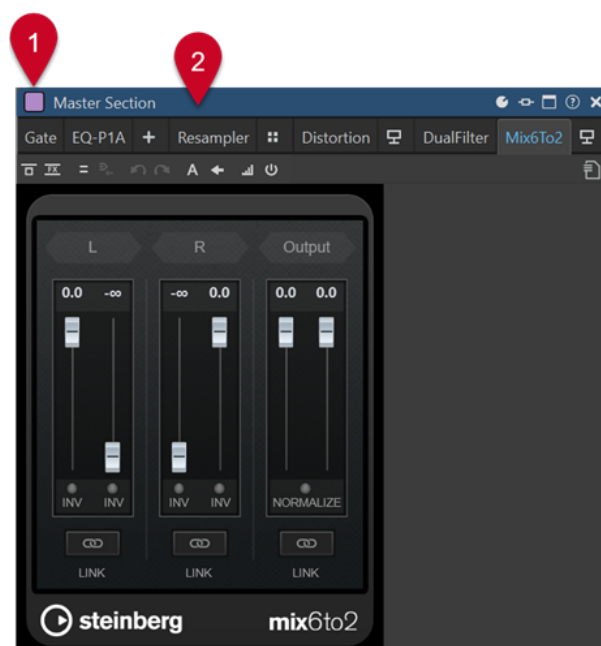 1
2
Master Section
Gate EQ-P1A + Resampler Distortion DualFilter Mix6To2
FX A
L R Output
0.0 -∞ -∞ 0.0 0.0 0.0
INV INV INV INV NORMALIZE
LINK LINK LINK
steinberg mix6to2